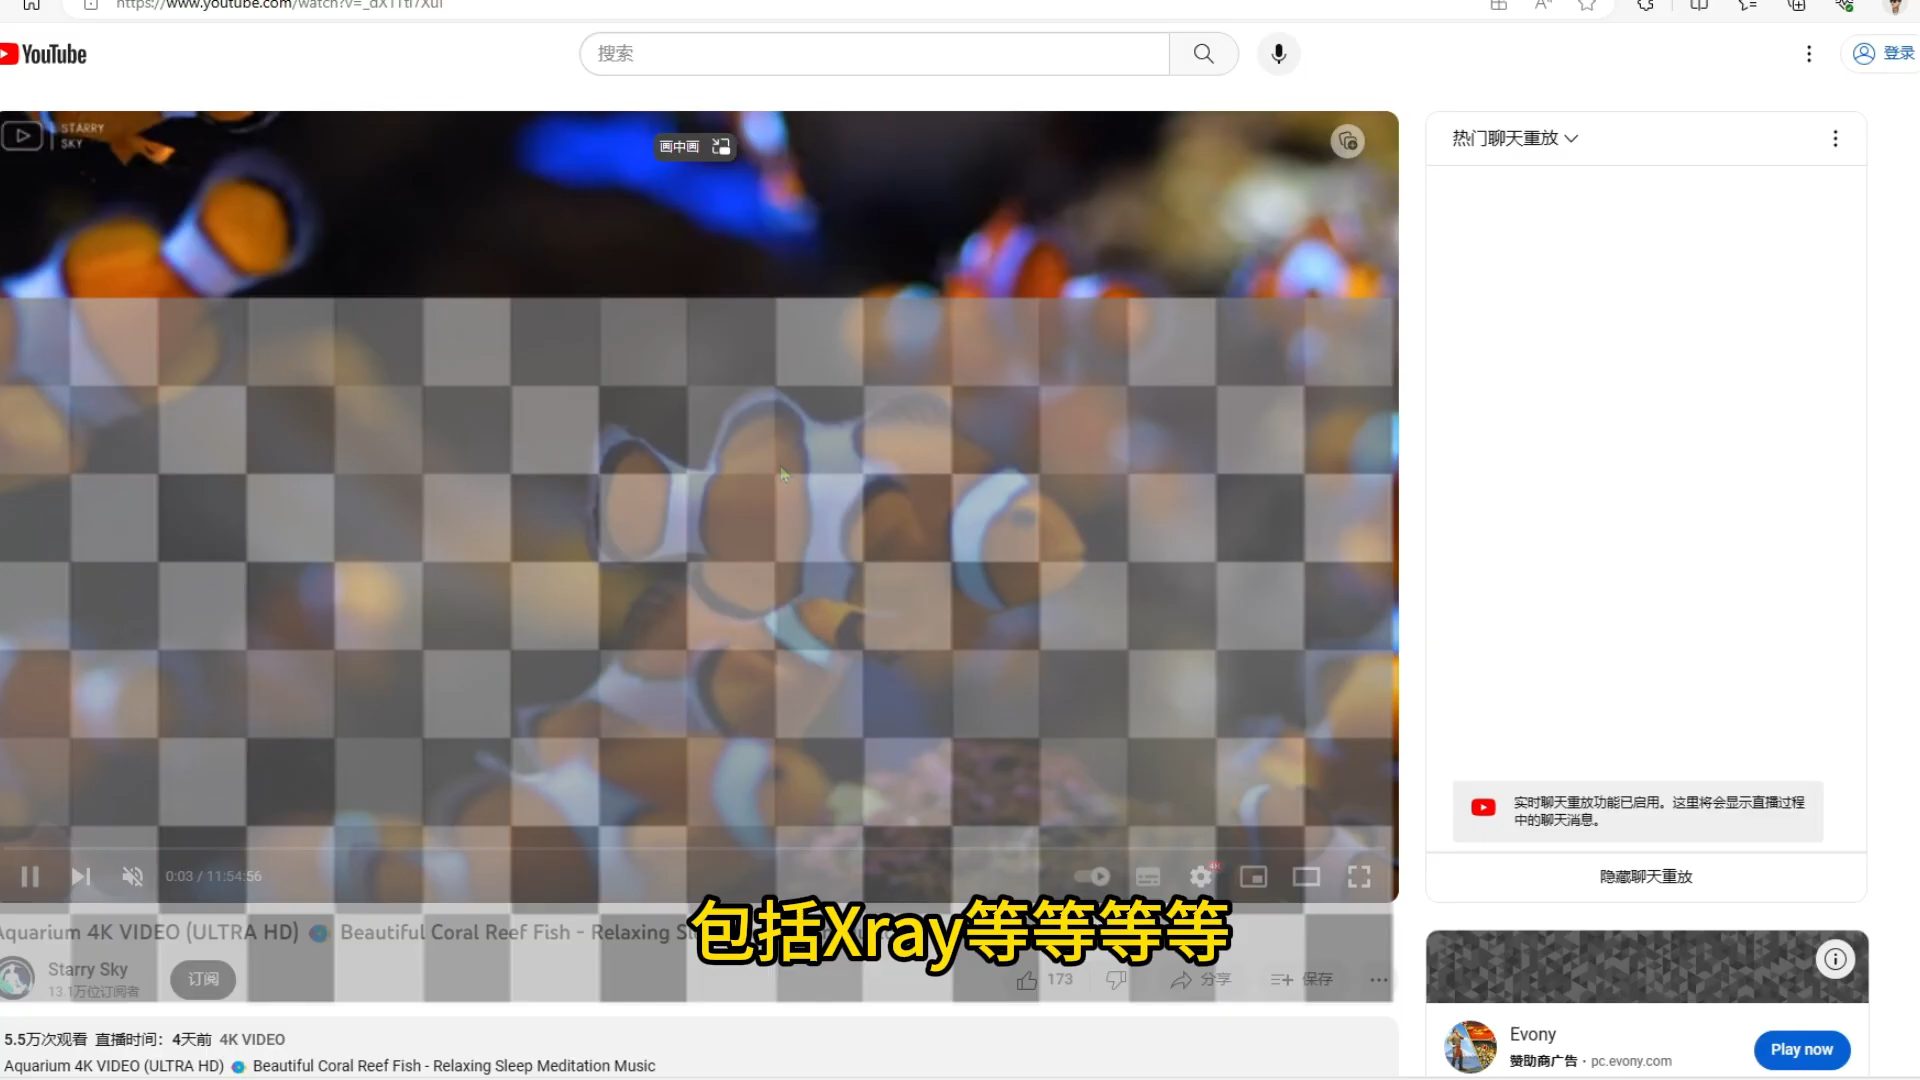 YouTube
搜索
登录
STARRY
SKY
画中画
热门聊天重放
实时聊天重放功能已启用。这里将会显示直播过程
中的聊天消息。
隐藏聊天重放
0:03 / 11:54:56
包括Xray等等等等
Aquarium 4K VIDEO (ULTRA HD) Beautiful Coral Reef Fish - Relaxing
Starry Sky
13.1万位订阅者
订阅
173
分享
保存
5.5万次观看 直播时间：4天前 4K VIDEO
Aquarium 4K VIDEO (ULTRA HD) Beautiful Coral Reef Fish - Relaxing Sleep Meditation Music
Evony
赞助商广告 · pc.evony.com
Play now